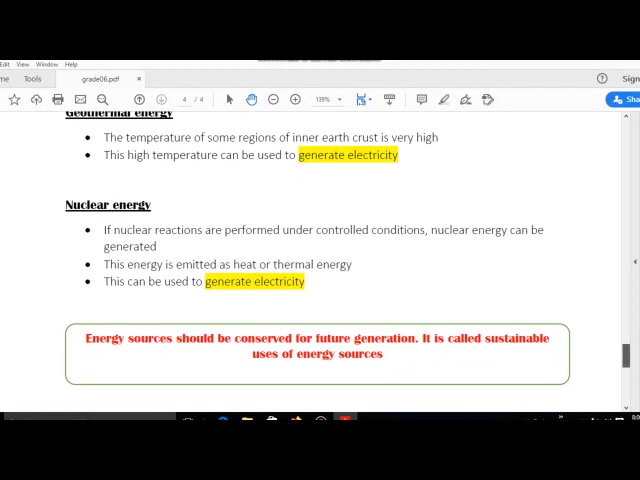 Edit View Window Help
Tools grade06.pdf × Sign
4 / 4 139% Sha
Geothermal energy
• The temperature of some regions of inner earth crust is very high
• This high temperature can be used to generate electricity
Nuclear energy
• If nuclear reactions are performed under controlled conditions, nuclear energy can be
generated
• This energy is emitted as heat or thermal energy
• This can be used to generate electricity
Energy sources should be conserved for future generation. It is called sustainable
uses of energy sources